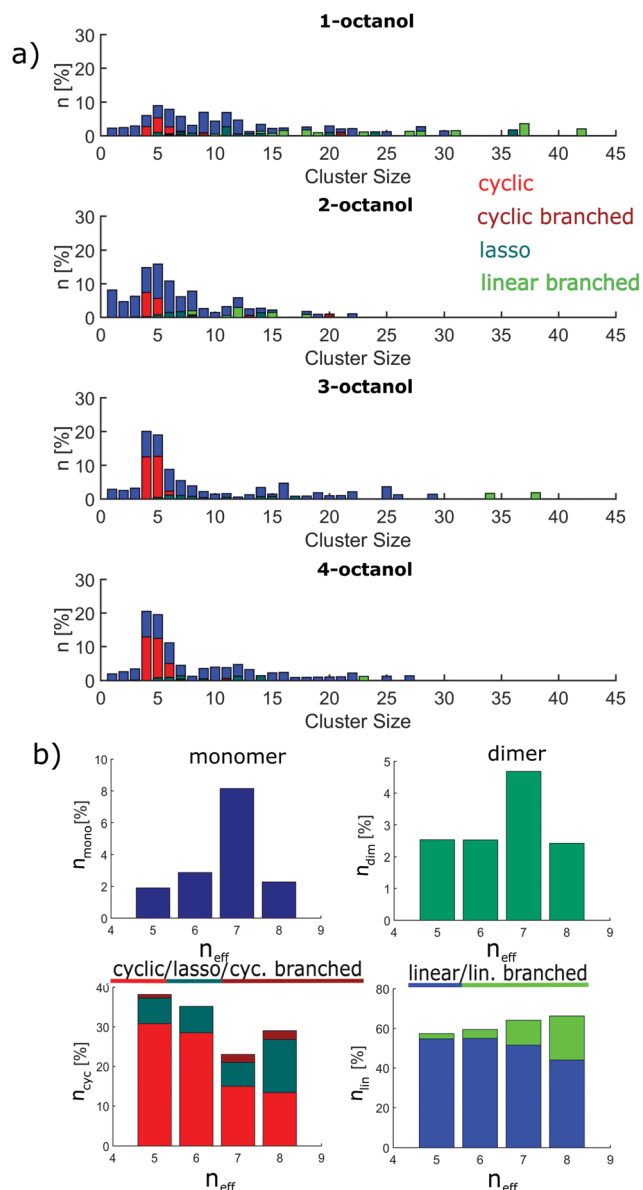 a)
1-octanol
n [%]
30
20
10
0
0 5 10 15 20 25 30 35 40 45
Cluster Size
cyclic
cyclic branched
lasso
linear branched
2-octanol
n [%]
30
20
10
0
0 5 10 15 20 25 30 35 40 45
Cluster Size
3-octanol
n [%]
30
20
10
0
0 5 10 15 20 25 30 35 40 45
Cluster Size
4-octanol
n [%]
30
20
10
0
0 5 10 15 20 25 30 35 40 45
Cluster Size
b)
monomer
n_mono [%]
10
8
6
4
2
0
4 5 6 7 8 9
n_eff
dimer
n_dim [%]
5
4
3
2
1
0
4 5 6 7 8 9
n_eff
cyclic/lasso/cyc. branched
n_cyc [%]
40
30
20
10
0
4 5 6 7 8 9
n_eff
linear/lin. branched
n_lin [%]
80
60
40
20
0
4 5 6 7 8 9
n_eff